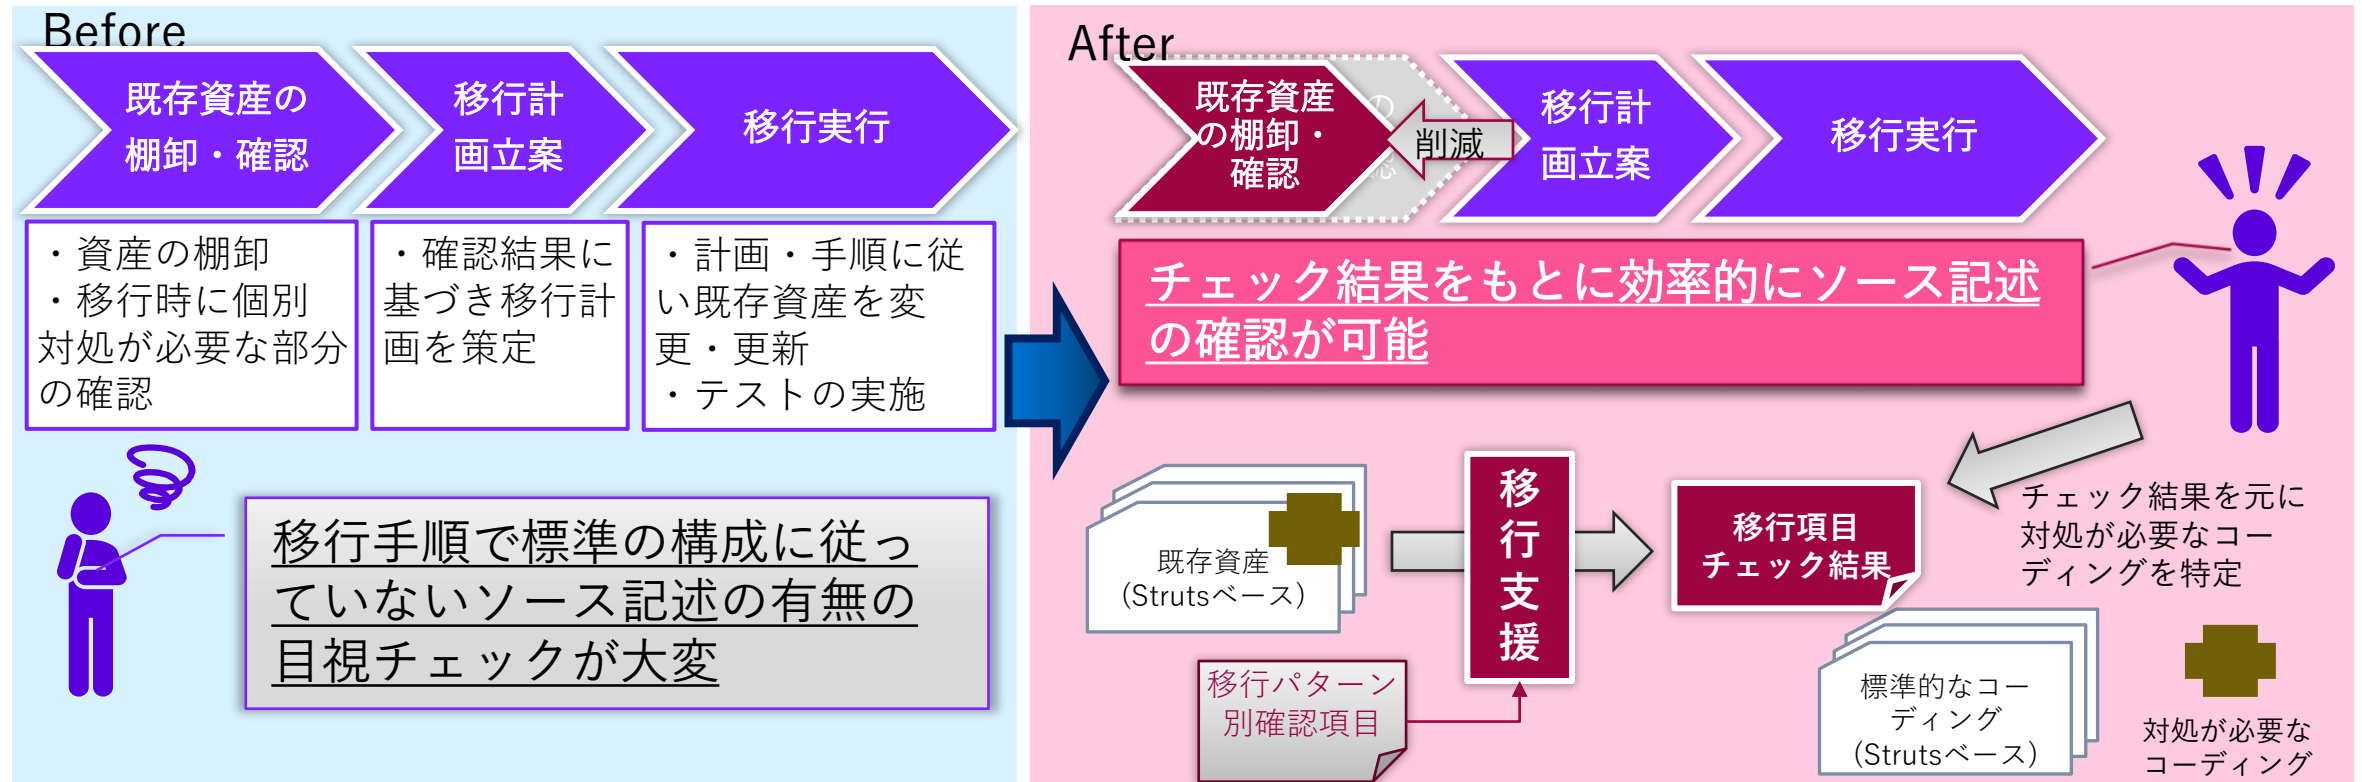 Before
既存資産の
棚卸・確認
移行計
画立案
移行実行
・資産の棚卸
・移行時に個別
対処が必要な部分
の確認
・確認結果に
基づき移行計
画を策定
・計画・手順に従
い既存資産を変
更・更新
・テストの実施
移行手順で標準の構成に従っ
ていないソース記述の有無の
目視チェックが大変
After
既存資産
の棚卸・
確認
の
認
削減
移行計
画立案
移行実行
チェック結果をもとに効率的にソース記述
の確認が可能
既存資産
（Strutsベース）
移
行
支
援
移行項目
チェック結果
チェック結果を元に
対処が必要なコー
ディングを特定
移行パターン
別確認項目
標準的なコー
ディング
（Strutsベース）
対処が必要な
コーディング